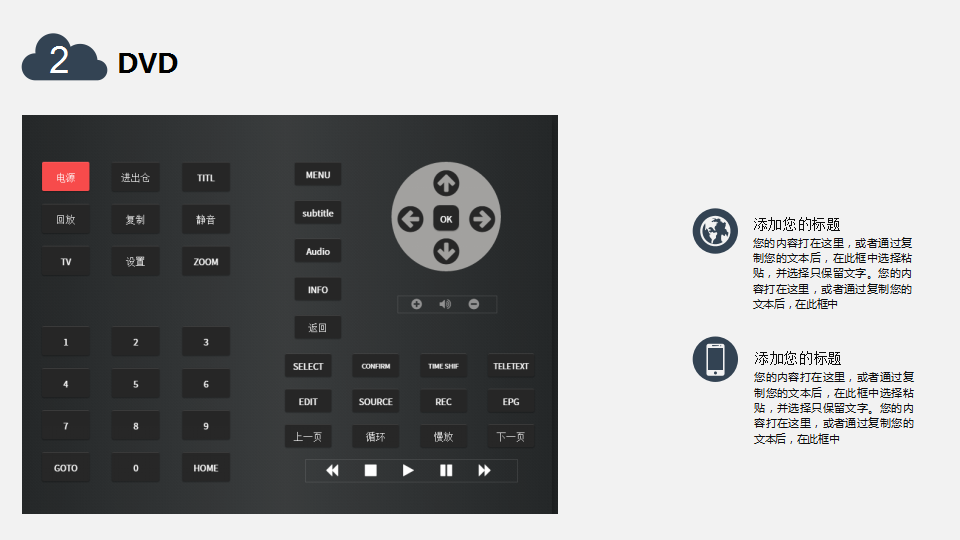 2 DVD
电源 进出仓 TITL
回放 复制 静音
TV 设置 ZOOM
1 2 3
4 5 6
7 8 9
GOTO 0 HOME
MENU
subtitle
Audio
INFO
返回
OK
SELECT CONFIRM TIME SHIF TELETEXT
EDIT SOURCE REC EPG
上一页 循环 慢放 下一页
添加您的标题
您的内容打在这里，或者通过复
制您的文本后，在此框中选择粘
贴，并选择只保留文字。您的内
容打在这里，或者通过复制您的
文本后，在此框中
添加您的标题
您的内容打在这里，或者通过复
制您的文本后，在此框中选择粘
贴，并选择只保留文字。您的内
容打在这里，或者通过复制您的
文本后，在此框中